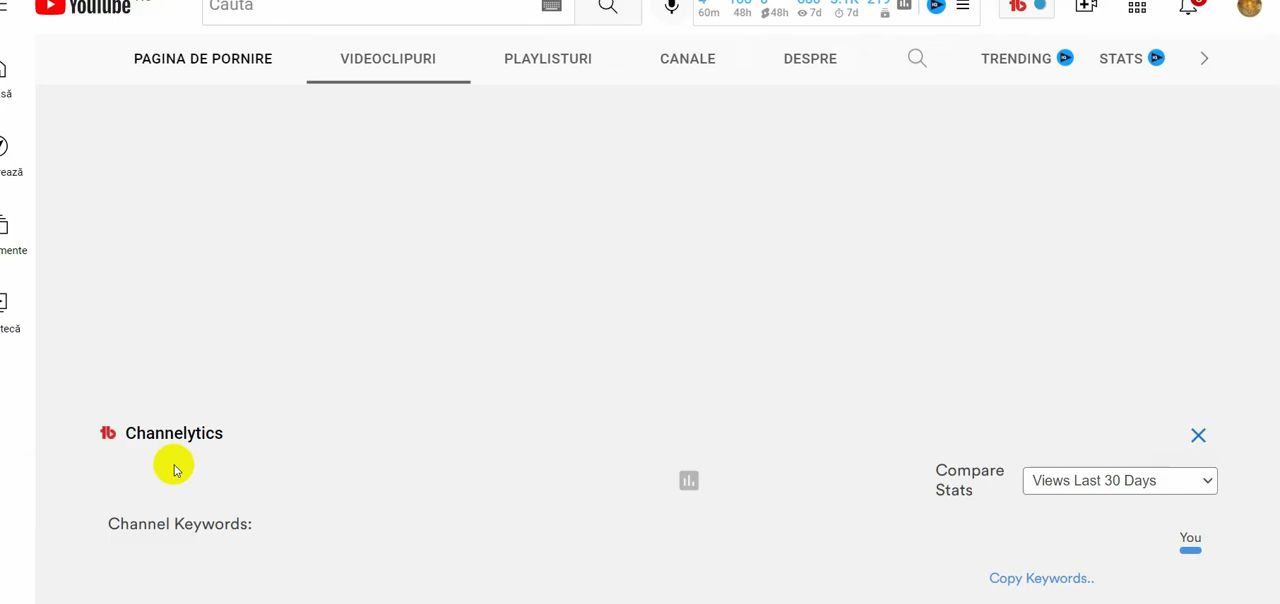 YouTube
Caută
60m 48h 48h 7d 7d
PAGINA DE PORNIRE VIDEOCLIPURI PLAYLISTURI CANALE DESPRE TRENDING STATS
Channelytics
Compare
Stats
Views Last 30 Days
Channel Keywords:
You
Copy Keywords..